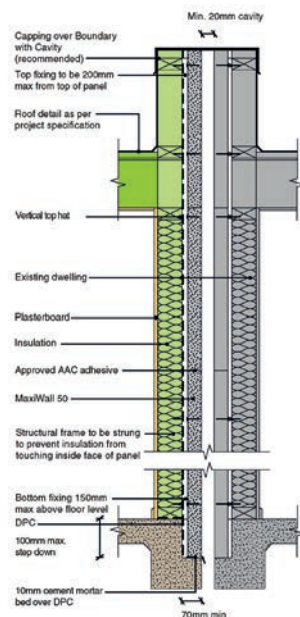 Min. 20mm cavity
Capping over Boundary
with Cavity
(recommended)
Top fixing to be 200mm
max from top of panel
Roof detail as per
project specification
Vertical top hat
Existing dwelling
Plasterboard
Insulation
Approved AAC adhesive
MaxiWall 50
Structural frame to be strung
to prevent insulation from
touching inside face of panel
Bottom fixing 150mm
max above floor level
DPC
100mm max.
step down
10mm cement mortar
bed over DPC
70mm min